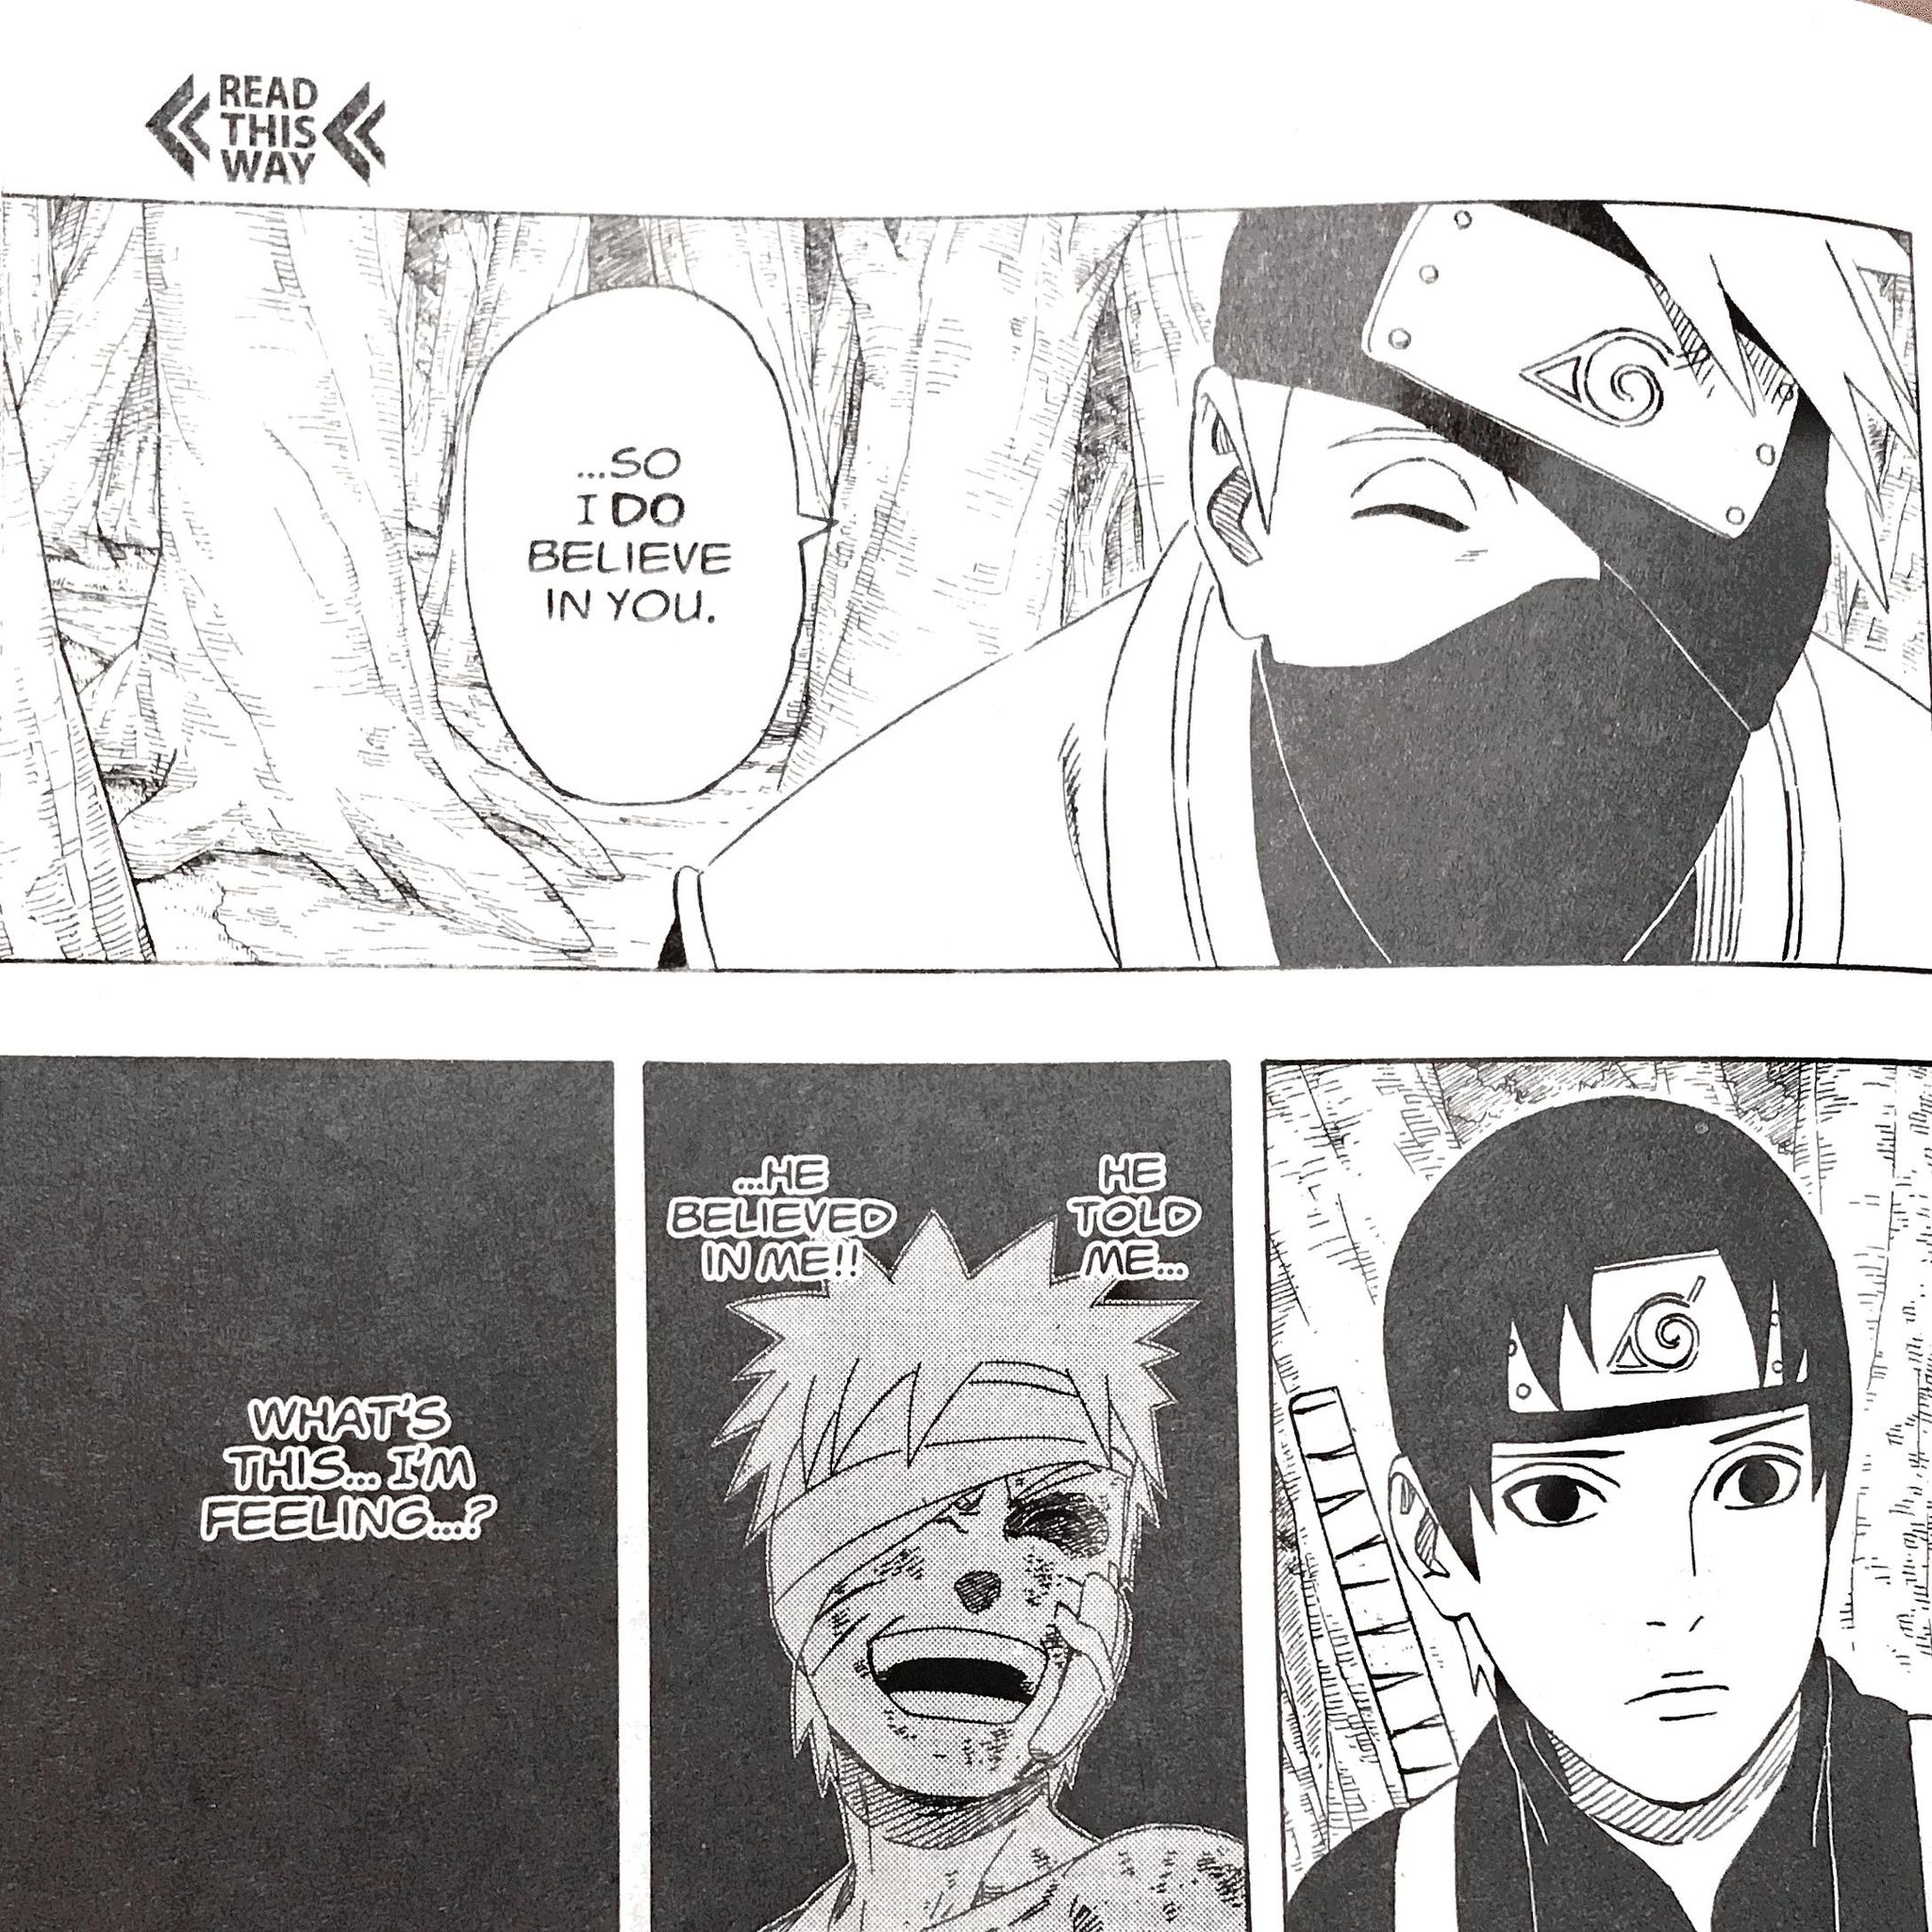 READ
THIS
WAY
...SO
I DO
BELIEVE
IN YOU.
HE
TOLD
ME...
...HE
BELIEVED
IN ME!!
WHAT'S
THIS... I'M
FEELING...?